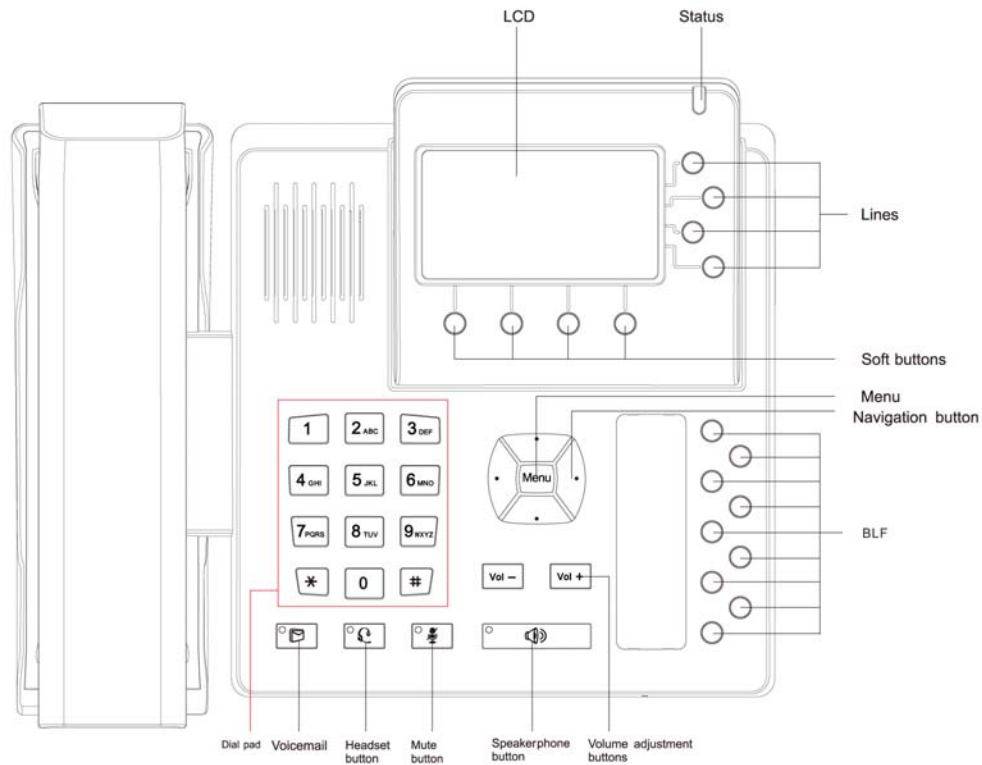 LCD
Status
Lines
Soft buttons
Menu
Navigation button
1
2 ABC
3 DEF
4 GHI
5 JKL
6 MNO
Menu
7 PQRS
8 TUV
9 WXYZ
BLF
*
0
#
Vol −
Vol +
Dial pad
Voicemail
Headset
button
Mute
button
Speakerphone
button
Volume adjustment
buttons